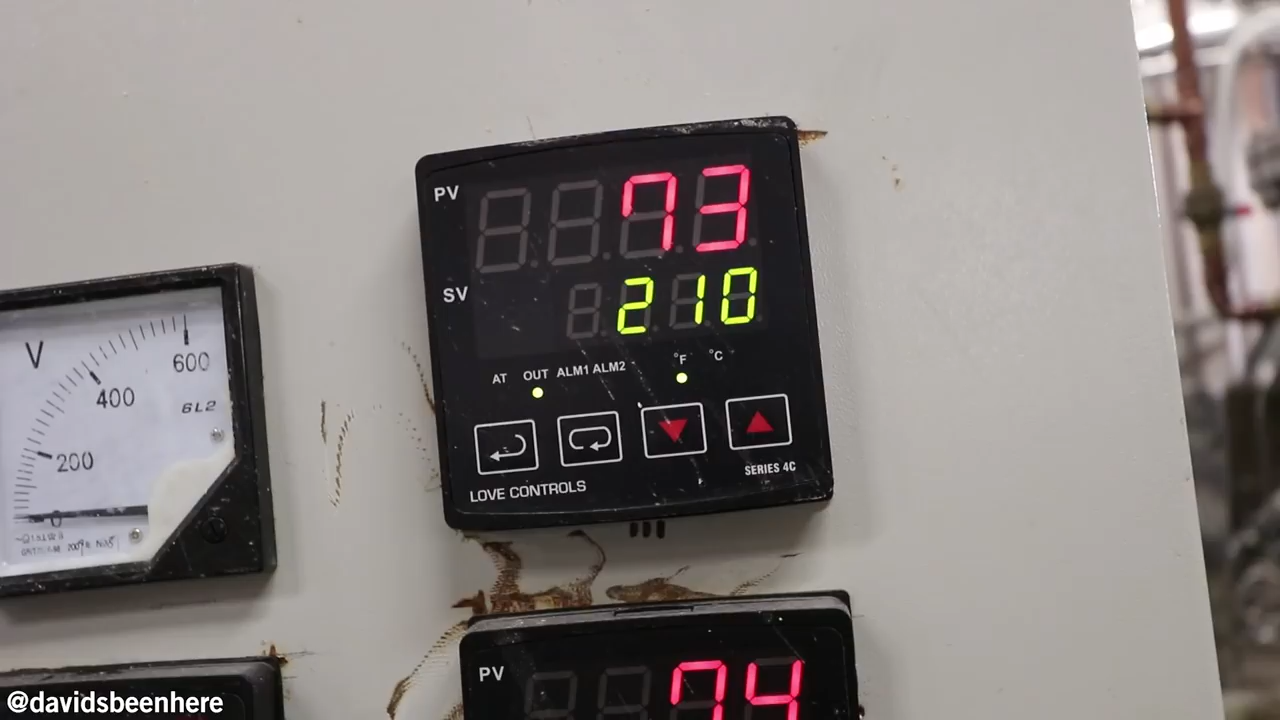 PV 73
SV 210
AT OUT ALM1 ALM2 °F °C
LOVE CONTROLS
SERIES 4C
V
600
400
200
0
6L2
PV 74
@davidsbeenhere